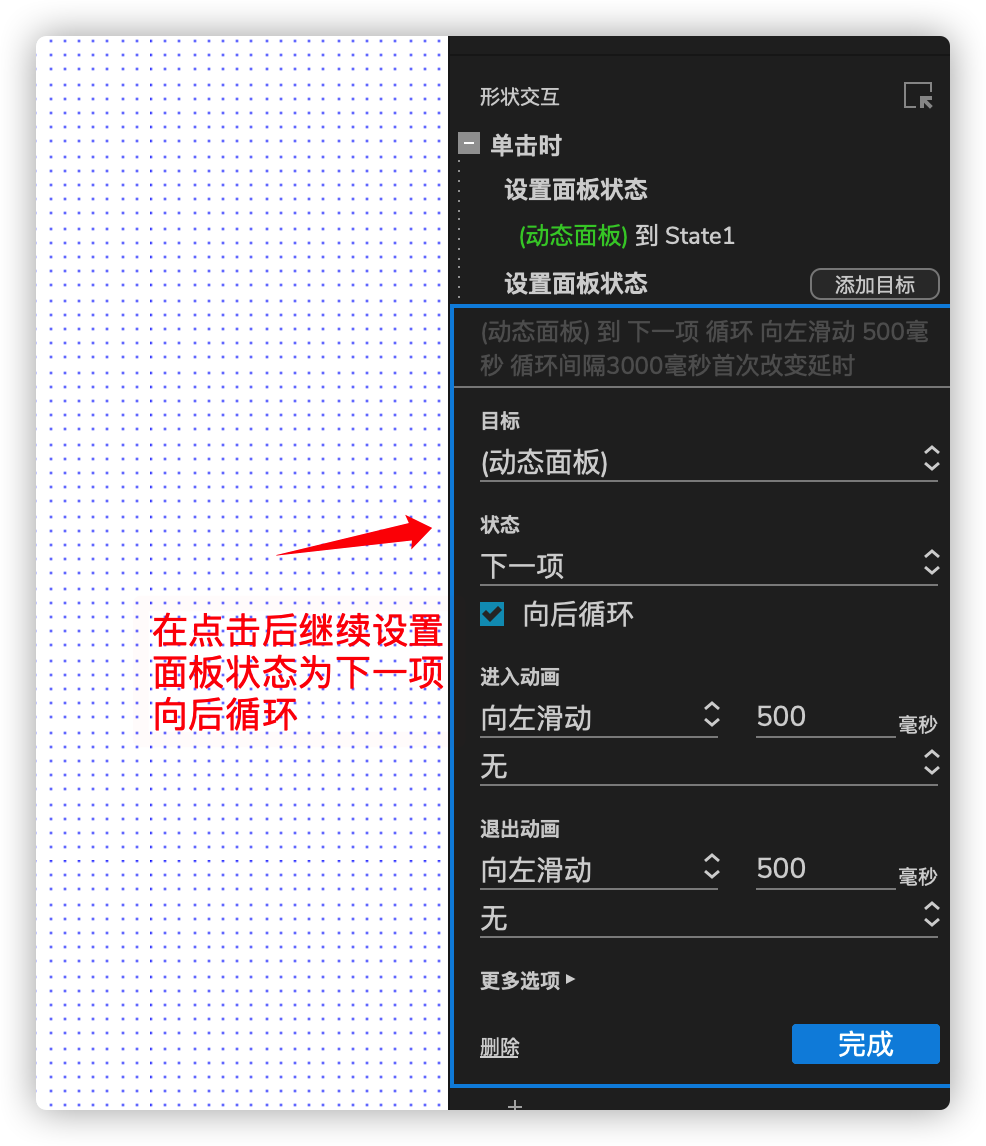 形状交互
单击时
设置面板状态
(动态面板) 到 State1
设置面板状态
添加目标
(动态面板) 到 下一项 循环 向左滑动 500毫
秒 循环间隔3000毫秒首次改变延时
目标
(动态面板)
状态
下一项
向后循环
在点击后继续设置
面板状态为下一项
向后循环
进入动画
向左滑动 500 毫秒
无
退出动画
向左滑动 500 毫秒
无
更多选项
删除
完成